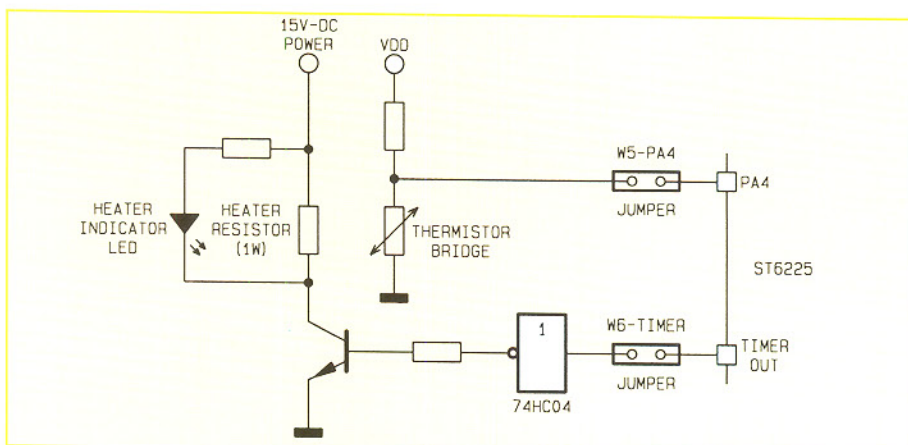 15V-DC
POWER
VDD
W5-PA4
PA4
JUMPER
HEATER
INDICATOR
LED
HEATER
RESISTOR
(1W)
THERMISTOR
BRIDGE
ST6225
1
W6-TIMER
TIMER
OUT
JUMPER
74HC04